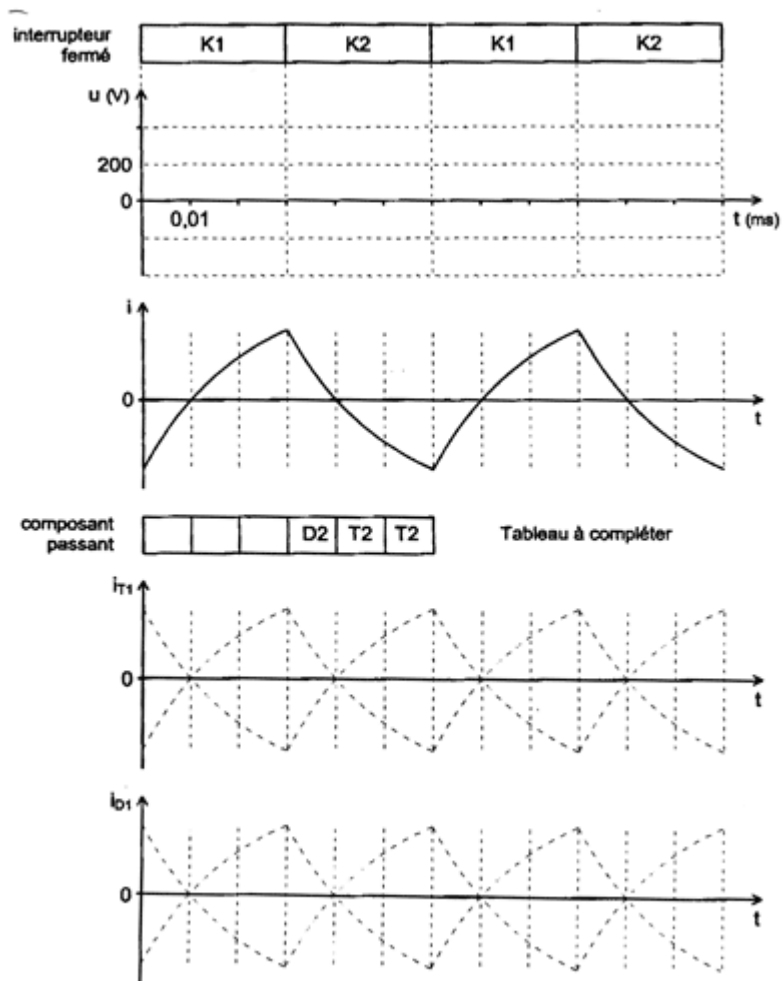 interrupteur
fermé
K1 K2 K1 K2
u (V)
200
0
0,01
t (ms)
i
0
t
composant
passant
D2 T2 T2
Tableau à compléter
iT1
0
t
iD1
0
t